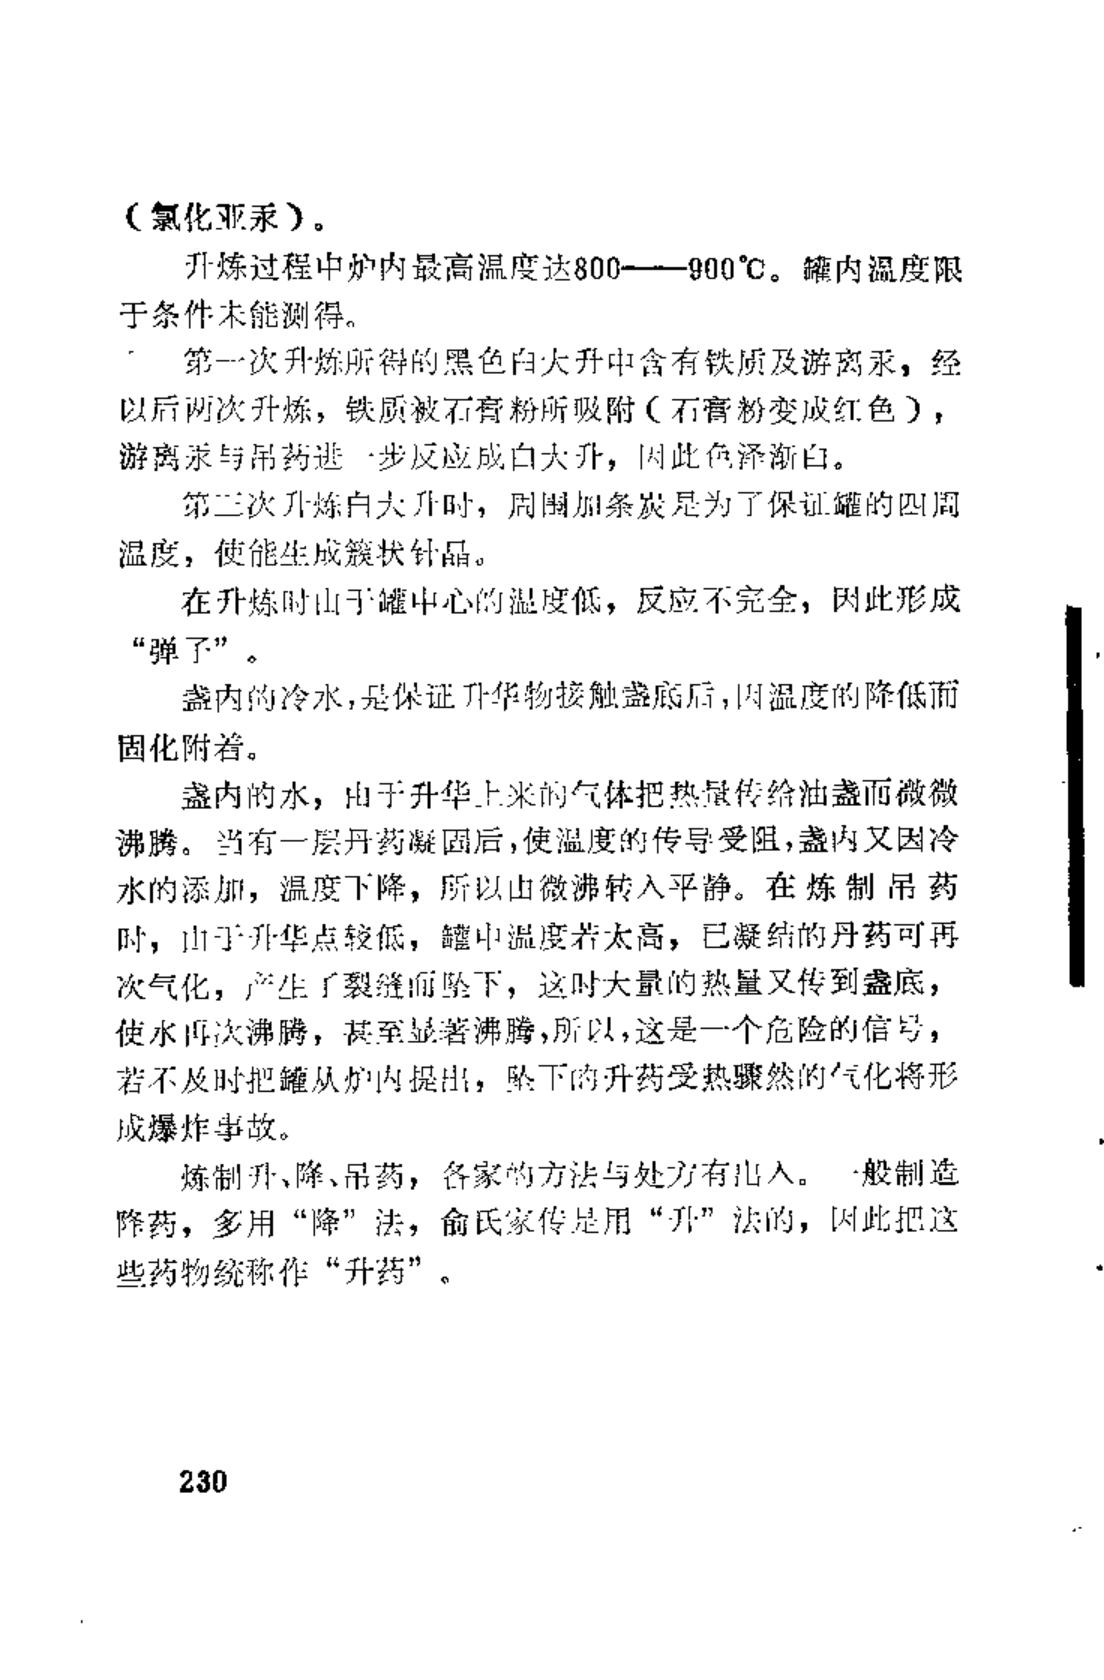 （氯化亚汞）。
升炼过程中炉内最高温度达800——900℃。罐内温度限
于条件未能测得。
第一次升炼所得的黑色白大升中含有铁质及游离汞，经
以后两次升炼，铁质被石膏粉所吸附（石膏粉变成红色），
游离汞与吊药进一步反应成白大升，因此色泽渐白。
第三次升炼白大升时，周围加条炭是为了保证罐的四周
温度，使能生成簇状针晶。
在升炼时由于罐中心的温度低，反应不完全，因此形成
“弹子”。
盏内的冷水，是保证升华物接触盏底后，因温度的降低而
固化附着。
盏内的水，由于升华上来的气体把热量传给油盏而微微
沸腾。当有一层丹药凝固后，使温度的传导受阻，盏内又因冷
水的添加，温度下降，所以由微沸转入平静。在炼制吊药
时，由于升华点较低，罐中温度若太高，已凝结的丹药可再
次气化，产生了裂缝而坠下，这时大量的热量又传到盏底，
使水再次沸腾，甚至显著沸腾，所以，这是一个危险的信号，
若不及时把罐从炉内提出，坠下的升药受热骤然的气化将形
成爆炸事故。
炼制升、降、吊药，各家的方法与处方有出入。一般制造
降药，多用“降”法，俞氏家传是用“升”法的，因此把这
些药物统称作“升药”。
230